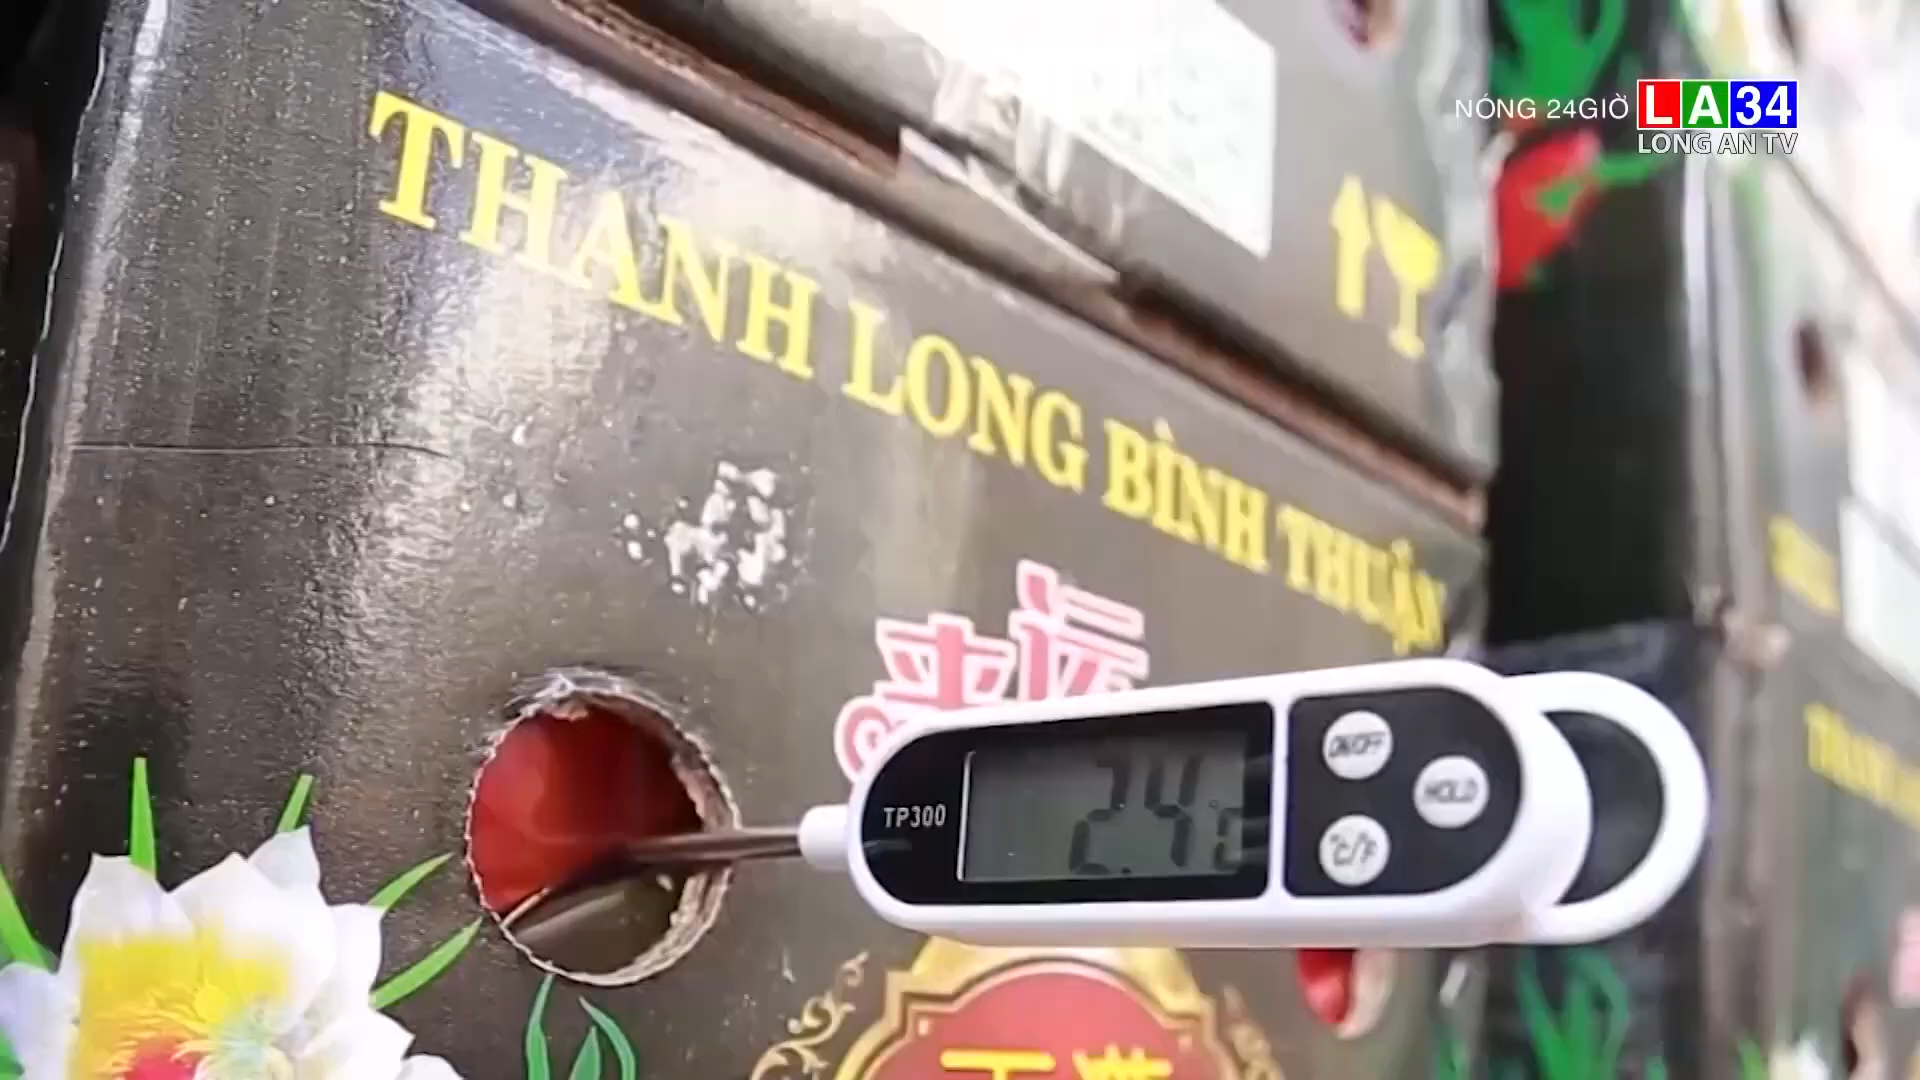 NÓNG 24GIỜ LA34
LONG AN TV
THANH LONG BÌNH THUẬN
TP300
2.4°C
ON/OFF
HOLD
°C/F